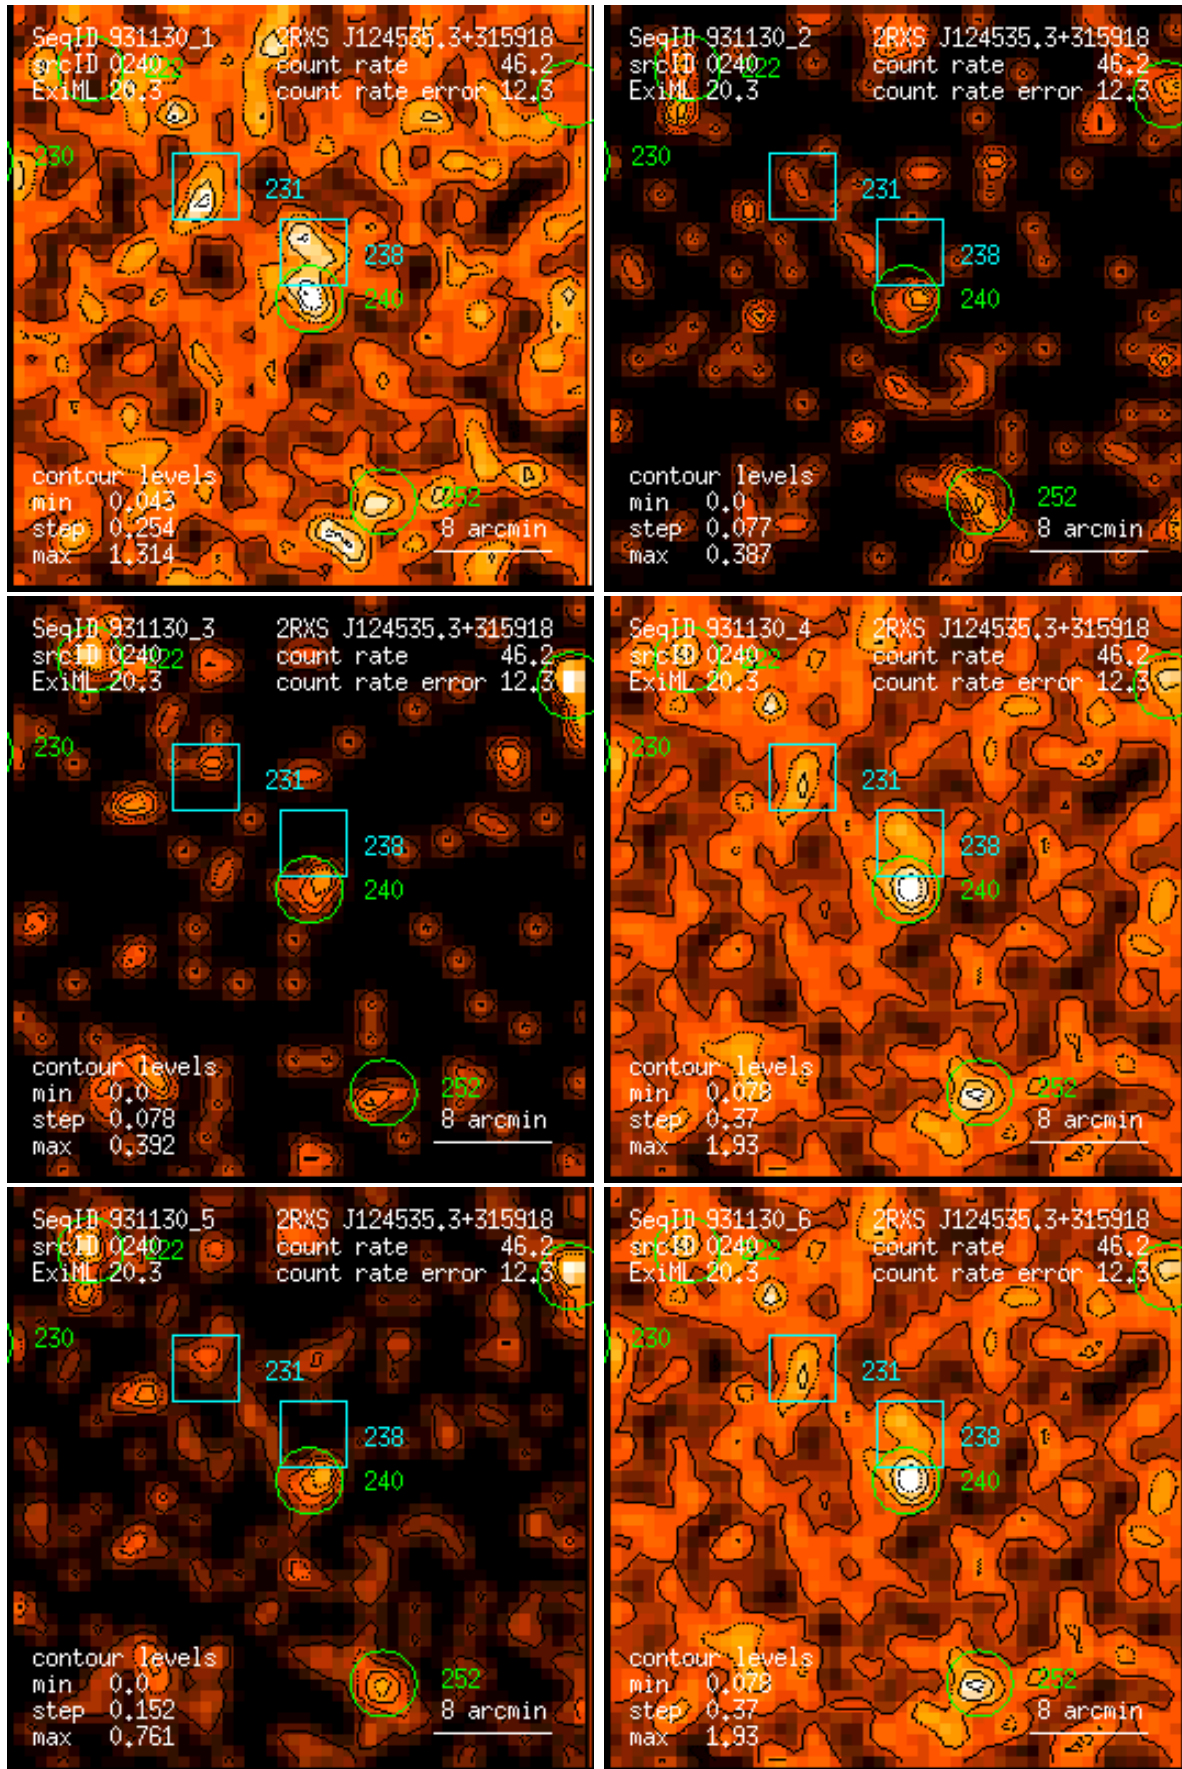 SeqID 931130_1 2RXS J124535.3+315918
srcID 0240 222 count rate 46.2
ExiML 20.3 count rate error 12.3
230
231
238
240
contour levels
min 0.043 252
step 0.254 8 arcmin
max 1.314
SeqID 931130_2 2RXS J124535.3+315918
srcID 0240 222 count rate 46.2
ExiML 20.3 count rate error 12.3
230
231
238
240
contour levels
min 0.0 252
step 0.077 8 arcmin
max 0.387
SeqID 931130_3 2RXS J124535.3+315918
srcID 0240 222 count rate 46.2
ExiML 20.3 count rate error 12.3
230
231
238
240
contour levels
min 0.0 252
step 0.078 8 arcmin
max 0.392
SeqID 931130_4 2RXS J124535.3+315918
srcID 0240 222 count rate 46.2
ExiML 20.3 count rate error 12.3
230
231
238
240
contour levels
min 0.078 252
step 0.37 8 arcmin
max 1.93
SeqID 931130_5 2RXS J124535.3+315918
srcID 0240 222 count rate 46.2
ExiML 20.3 count rate error 12.3
230
231
238
240
contour levels
min 0.0 252
step 0.152 8 arcmin
max 0.761
SeqID 931130_6 2RXS J124535.3+315918
srcID 0240 222 count rate 46.2
ExiML 20.3 count rate error 12.3
230
231
238
240
contour levels
min 0.078 252
step 0.37 8 arcmin
max 1.93